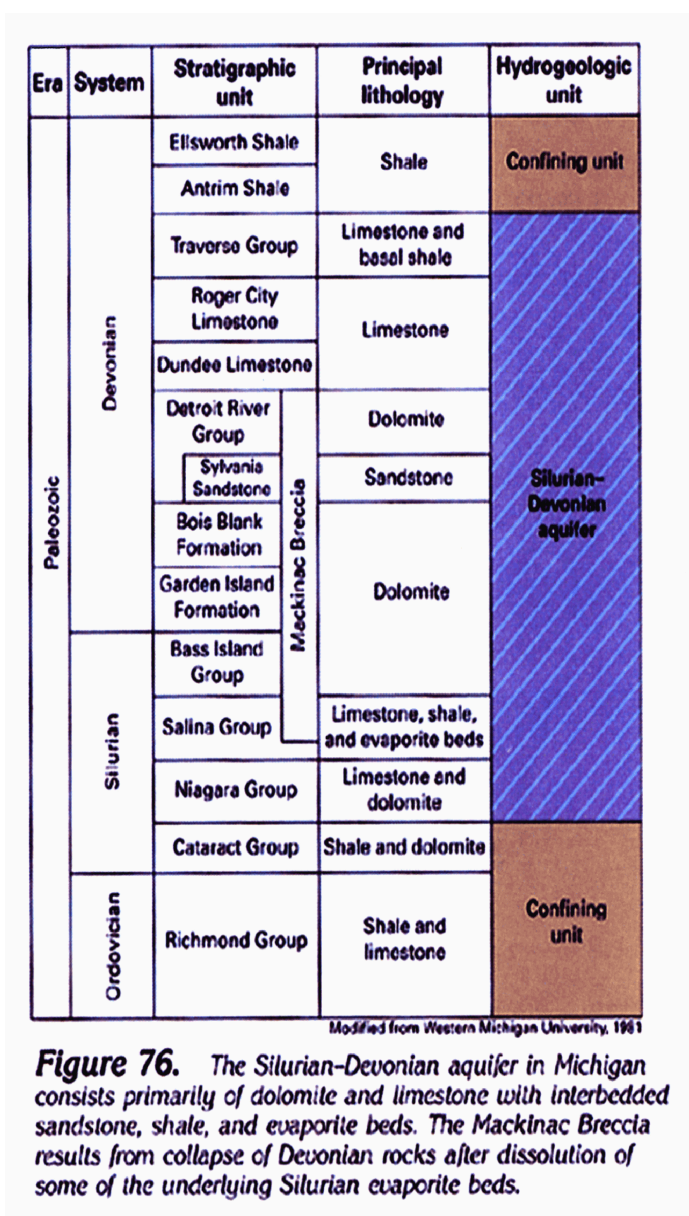 Era
System
Stratigraphic
unit
Principal
lithology
Hydrogeologic
unit
Paleozoic
Devonian
Silurian
Ordovician
Ellsworth Shale
Antrim Shale
Traverse Group
Roger City
Limestone
Dundee Limestone
Detroit River
Group
Sylvania
Sandstone
Bois Blank
Formation
Garden Island
Formation
Bass Island
Group
Salina Group
Niagara Group
Cataract Group
Richmond Group
Mackinac Breccia
Shale
Limestone and
basal shale
Limestone
Dolomite
Sandstone
Dolomite
Limestone, shale,
and evaporite beds
Limestone and
dolomite
Shale and dolomite
Shale and
limestone
Confining unit
Silurian–
Devonian
aquifer
Confining
unit
Modified from Western Michigan University, 1981
Figure 76. The Silurian–Devonian aquifer in Michigan
consists primarily of dolomite and limestone with interbedded
sandstone, shale, and evaporite beds. The Mackinac Breccia
results from collapse of Devonian rocks after dissolution of
some of the underlying Silurian evaporite beds.